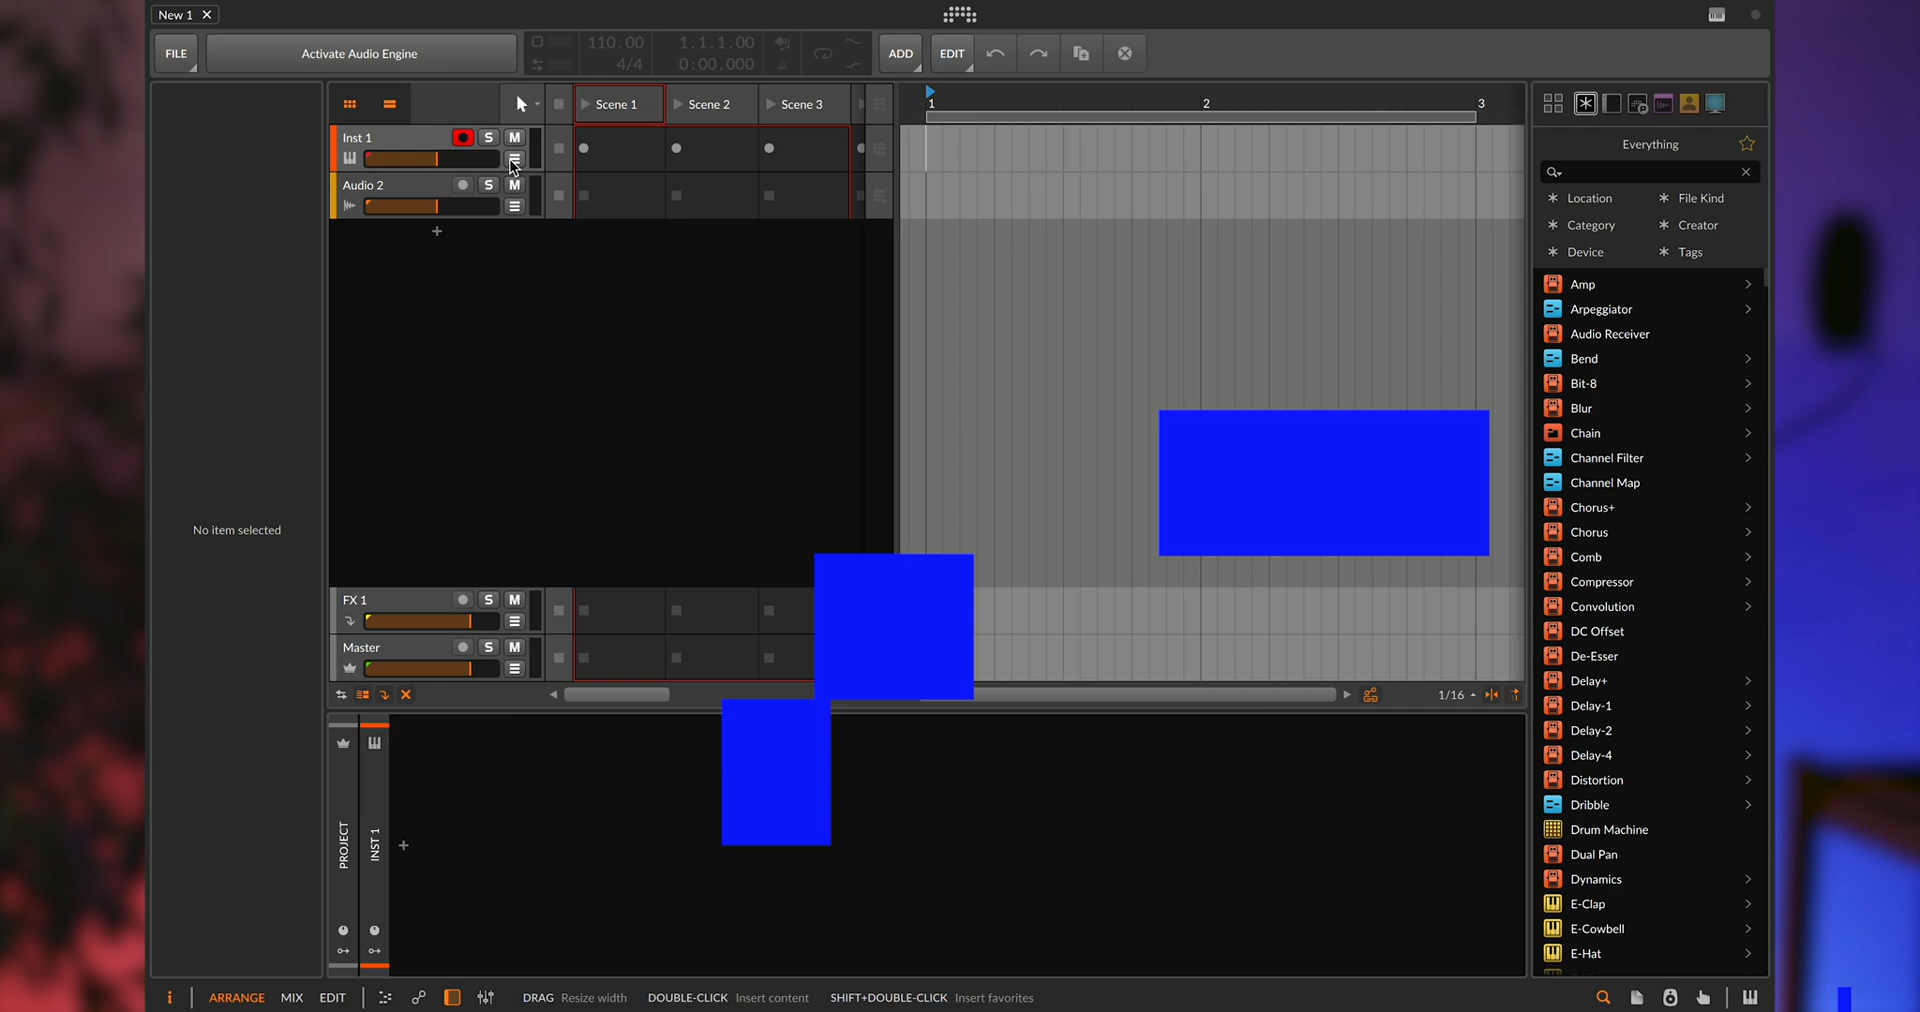 New 1
FILE
Activate Audio Engine
110.00
4/4
1.1.1.00
0:00.000
ADD
EDIT
Scene 1
Scene 2
Scene 3
1
2
3
Inst 1
S
M
Audio 2
S
M
+
No item selected
FX 1
S
M
Master
S
M
1/16
PROJECT
INST 1
+
Everything
Location
File Kind
Category
Creator
Device
Tags
Amp
Arpeggiator
Audio Receiver
Bend
Bit-8
Blur
Chain
Channel Filter
Channel Map
Chorus+
Chorus
Comb
Compressor
Convolution
DC Offset
De-Esser
Delay+
Delay-1
Delay-2
Delay-4
Distortion
Dribble
Drum Machine
Dual Pan
Dynamics
E-Clap
E-Cowbell
E-Hat
i
ARRANGE
MIX
EDIT
DRAG Resize width
DOUBLE-CLICK Insert content
SHIFT+DOUBLE-CLICK Insert favorites